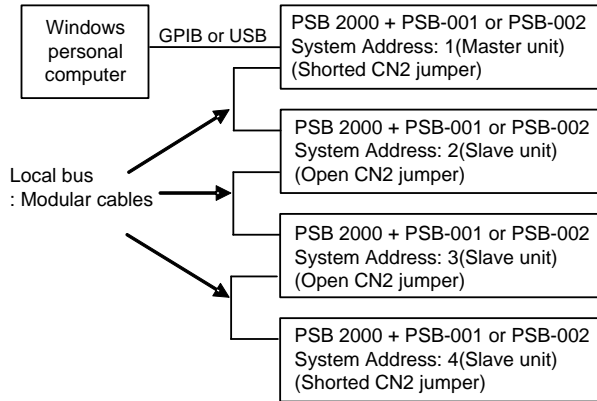 Windows
personal
computer
GPIB or USB
PSB 2000 + PSB-001 or PSB-002
System Address: 1(Master unit)
(Shorted CN2 jumper)
PSB 2000 + PSB-001 or PSB-002
System Address: 2(Slave unit)
(Open CN2 jumper)
Local bus
: Modular cables
PSB 2000 + PSB-001 or PSB-002
System Address: 3(Slave unit)
(Open CN2 jumper)
PSB 2000 + PSB-001 or PSB-002
System Address: 4(Slave unit)
(Shorted CN2 jumper)